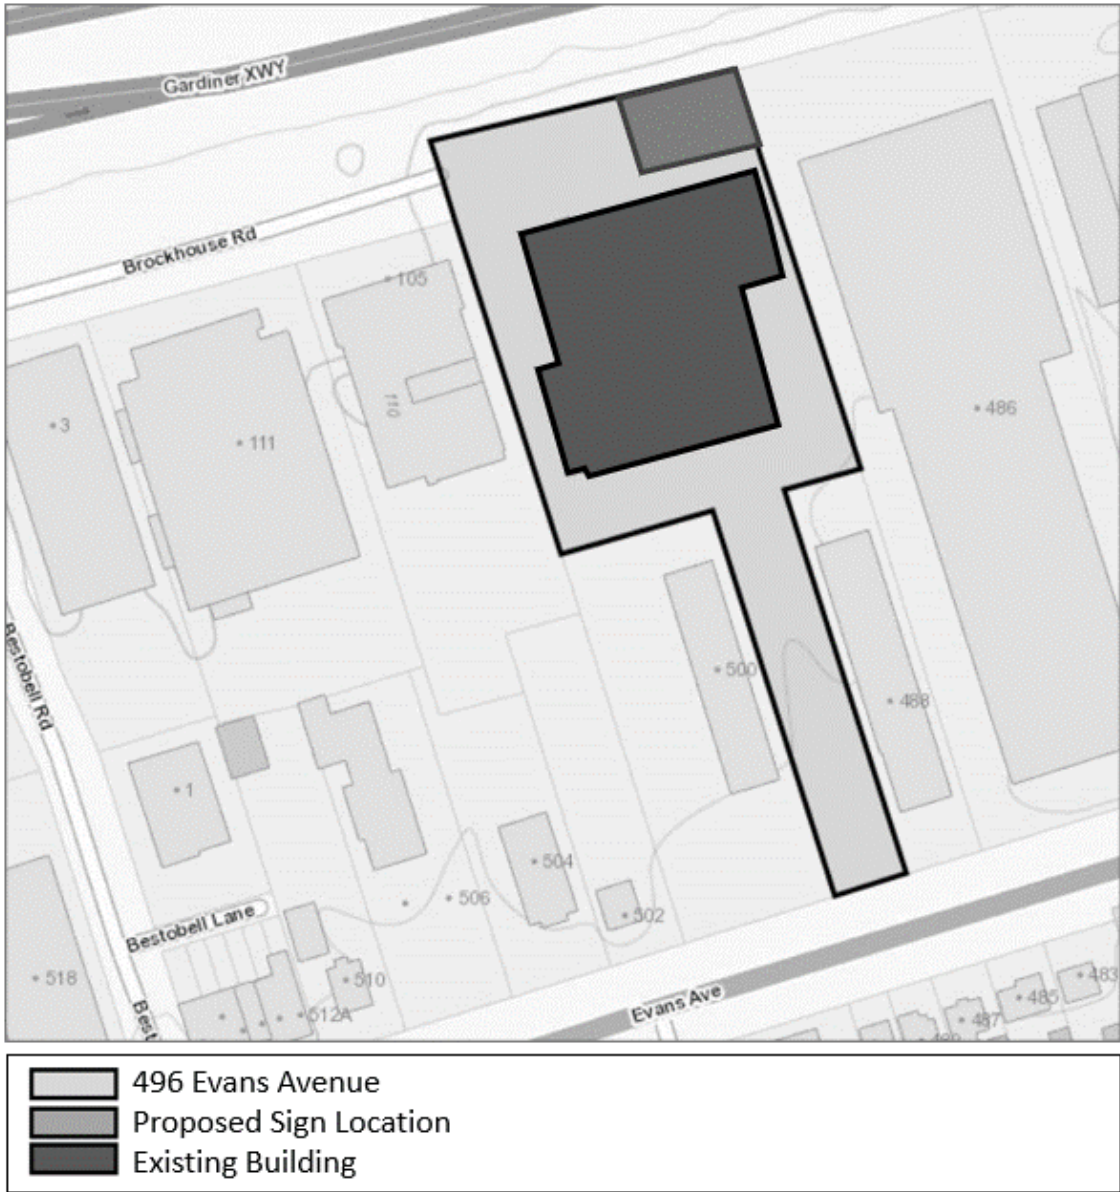 Gardiner XWY
Brockhouse Rd
105
110
3
111
486
500
488
Bestobell Rd
1
504
506
502
Bestobell Lane
518
510
512A
Best
Evans Ave
483
485
487
496 Evans Avenue
Proposed Sign Location
Existing Building